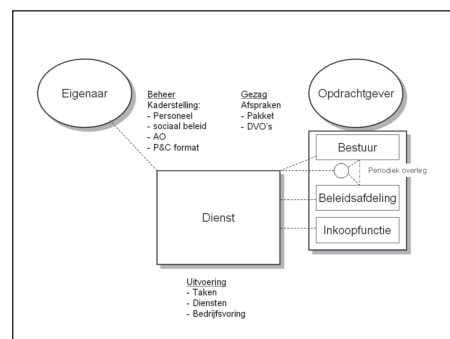 Eigenaar
Beheer
Kaderstelling:
- Personeel
- sociaal beleid
- AO
- P&C format
Gezag
Afspraken
- Pakket
- DVO's
Opdrachtgever
Bestuur
Periodiek overleg
Beleidsafdeling
Inkoopfunctie
Dienst
Uitvoering
- Taken
- Diensten
- Bedrijfsvoring